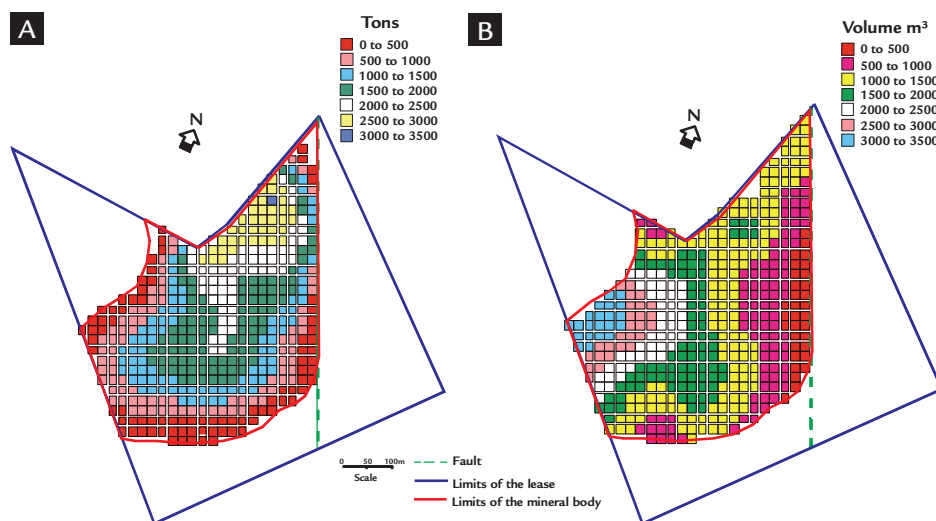 A
Tons
0 to 500
500 to 1000
1000 to 1500
1500 to 2000
2000 to 2500
2500 to 3000
3000 to 3500
N
B
Volume m³
0 to 500
500 to 1000
1000 to 1500
1500 to 2000
2000 to 2500
2500 to 3000
3000 to 3500
N
0 50 100m
Scale
Fault
Limits of the lease
Limits of the mineral body